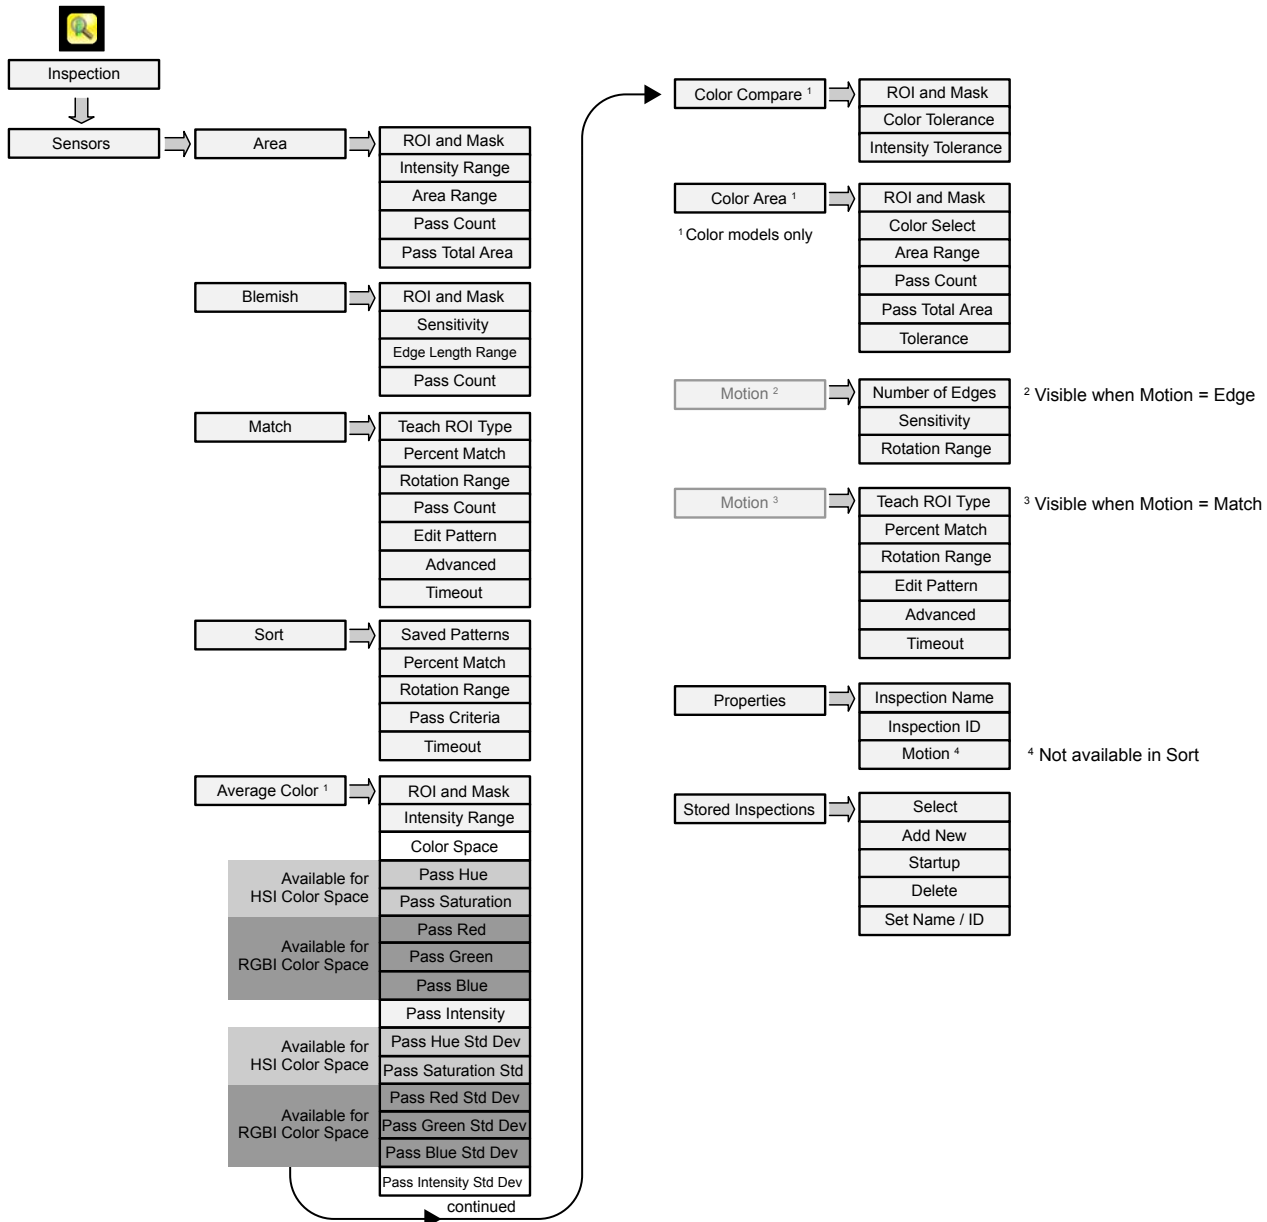 Inspection
Sensors
Area
ROI and Mask
Intensity Range
Area Range
Pass Count
Pass Total Area
Blemish
ROI and Mask
Sensitivity
Edge Length Range
Pass Count
Match
Teach ROI Type
Percent Match
Rotation Range
Pass Count
Edit Pattern
Advanced
Timeout
Sort
Saved Patterns
Percent Match
Rotation Range
Pass Criteria
Timeout
Average Color ¹
ROI and Mask
Intensity Range
Color Space
Available for
HSI Color Space
Pass Hue
Pass Saturation
Available for
RGBI Color Space
Pass Red
Pass Green
Pass Blue
Pass Intensity
Available for
HSI Color Space
Pass Hue Std Dev
Pass Saturation Std
Available for
RGBI Color Space
Pass Red Std Dev
Pass Green Std Dev
Pass Blue Std Dev
Pass Intensity Std Dev
continued
Color Compare ¹
ROI and Mask
Color Tolerance
Intensity Tolerance
Color Area ¹
¹ Color models only
ROI and Mask
Color Select
Area Range
Pass Count
Pass Total Area
Tolerance
Motion ²
Number of Edges
Sensitivity
Rotation Range
² Visible when Motion = Edge
Motion ³
Teach ROI Type
Percent Match
Rotation Range
Edit Pattern
Advanced
Timeout
³ Visible when Motion = Match
Properties
Inspection Name
Inspection ID
Motion ⁴
⁴ Not available in Sort
Stored Inspections
Select
Add New
Startup
Delete
Set Name / ID